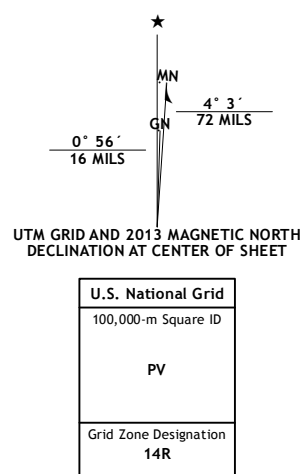 ★
MN
GN
4° 3´
72 MILS
0° 56´
16 MILS
UTM GRID AND 2013 MAGNETIC NORTH
DECLINATION AT CENTER OF SHEET
U.S. National Grid
100,000-m Square ID
PV
Grid Zone Designation
14R